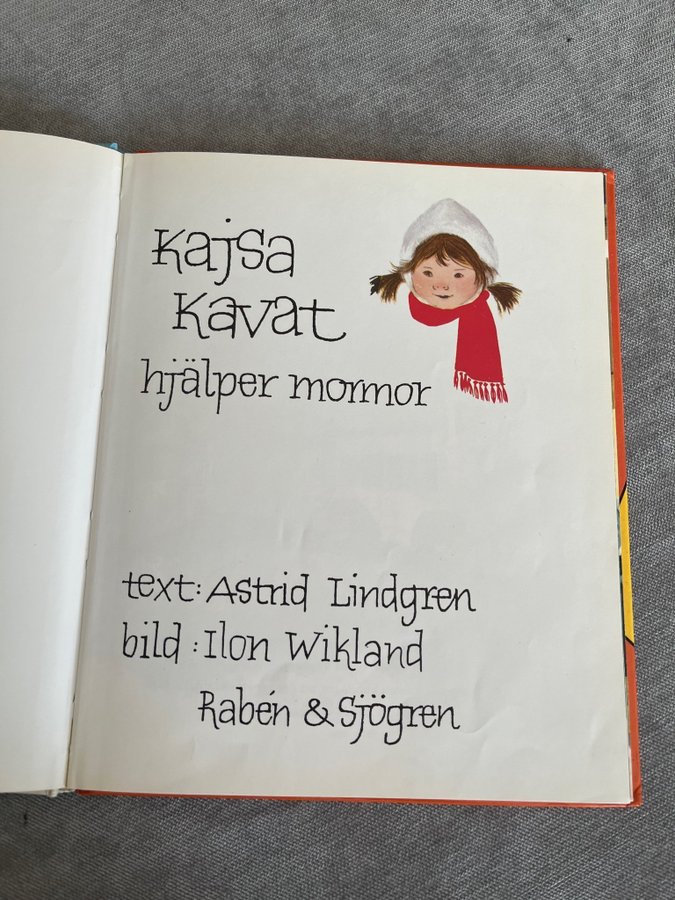 Kajsa
Kavat
hjälper mormor
text: Astrid Lindgren
bild: Ilon Wikland
Rabén & Sjögren